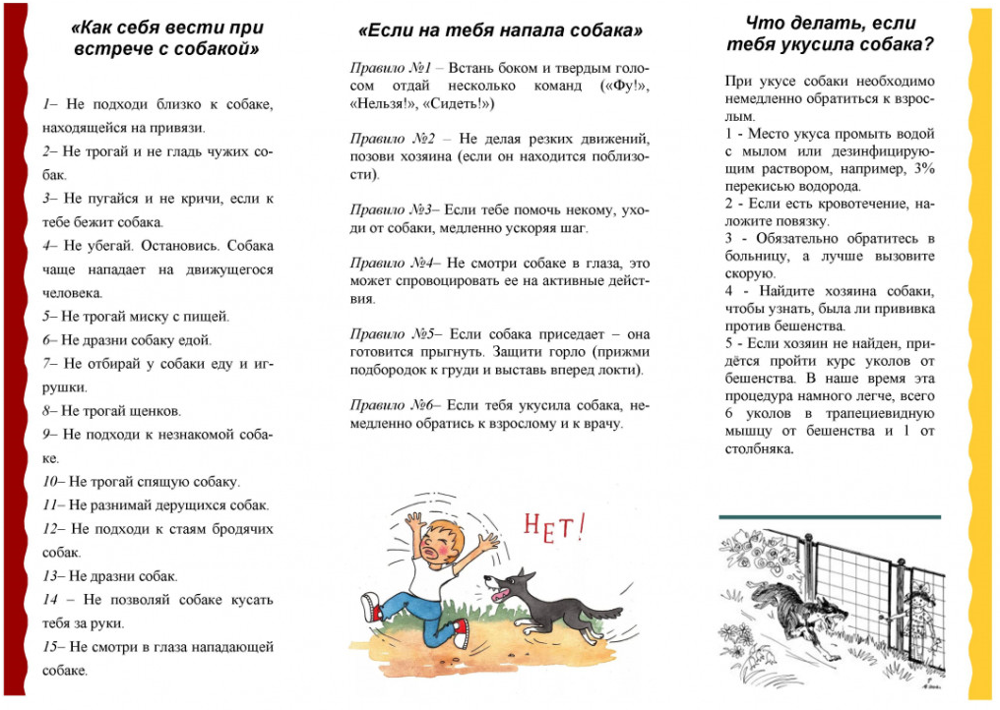 «Как себя вести при
встрече с собакой»
1– Не подходи близко к собаке,
находящейся на привязи.
2– Не трогай и не гладь чужих со-
бак.
3– Не пугайся и не кричи, если к
тебе бежит собака.
4– Не убегай. Остановись. Собака
чаще нападает на движущегося
человека.
5– Не трогай миску с пищей.
6– Не дразни собаку едой.
7– Не отбирай у собаки еду и иг-
рушки.
8– Не трогай щенков.
9– Не подходи к незнакомой соба-
ке.
10– Не трогай спящую собаку.
11– Не разнимай дерущихся собак.
12– Не подходи к стаям бродячих
собак.
13– Не дразни собак.
14 – Не позволяй собаке кусать
тебя за руки.
15– Не смотри в глаза нападающей
собаке.
«Если на тебя напала собака»
Правило №1 – Встань боком и твердым голо-
сом отдай несколько команд («Фу!»,
«Нельзя!», «Сидеть!»)
Правило №2 – Не делая резких движений,
позови хозяина (если он находится поблизо-
сти).
Правило №3– Если тебе помочь некому, ухо-
ди от собаки, медленно ускоряя шаг.
Правило №4– Не смотри собаке в глаза, это
может спровоцировать ее на активные дейст-
вия.
Правило №5– Если собака приседает – она
готовится прыгнуть. Защити горло (прижми
подбородок к груди и выставь вперед локти).
Правило №6– Если тебя укусила собака, не-
медленно обратись к взрослому и к врачу.
НЕТ!
Что делать, если
тебя укусила собака?
При укусе собаки необходимо
немедленно обратиться к взрос-
лым.
1 - Место укуса промыть водой
с мылом или дезинфицирую-
щим раствором, например, 3%
перекисью водорода.
2 - Если есть кровотечение, на-
ложите повязку.
3 - Обязательно обратитесь в
больницу, а лучше вызовите
скорую.
4 - Найдите хозяина собаки,
чтобы узнать, была ли прививка
против бешенства.
5 - Если хозяин не найден, при-
дётся пройти курс уколов от
бешенства. В наше время эта
процедура намного легче, всего
6 уколов в трапециевидную
мышцу от бешенства и 1 от
столбняка.